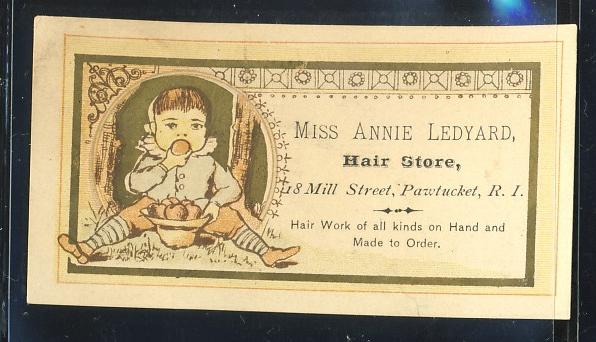 Miss Annie Ledyard,
Hair Store,
18 Mill Street, Pawtucket, R. I.
Hair Work of all kinds on Hand and
Made to Order.